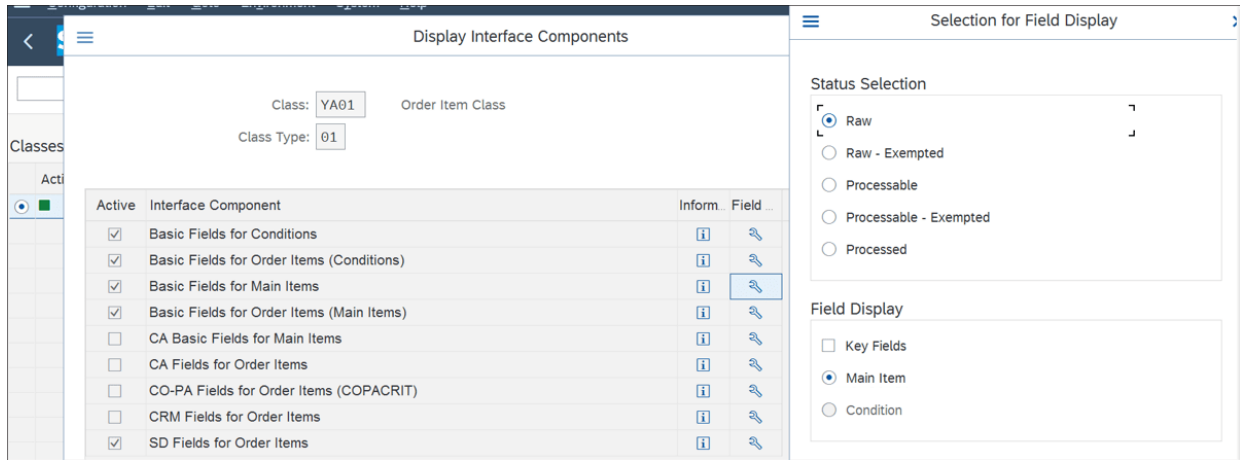 Display Interface Components
Selection for Field Display
Class: YA01 Order Item Class
Class Type: 01
Classes
Acti
Active Interface Component Inform... Field ...
Basic Fields for Conditions
Basic Fields for Order Items (Conditions)
Basic Fields for Main Items
Basic Fields for Order Items (Main Items)
CA Basic Fields for Main Items
CA Fields for Order Items
CO-PA Fields for Order Items (COPACRIT)
CRM Fields for Order Items
SD Fields for Order Items
Status Selection
Raw
Raw - Exempted
Processable
Processable - Exempted
Processed
Field Display
Key Fields
Main Item
Condition